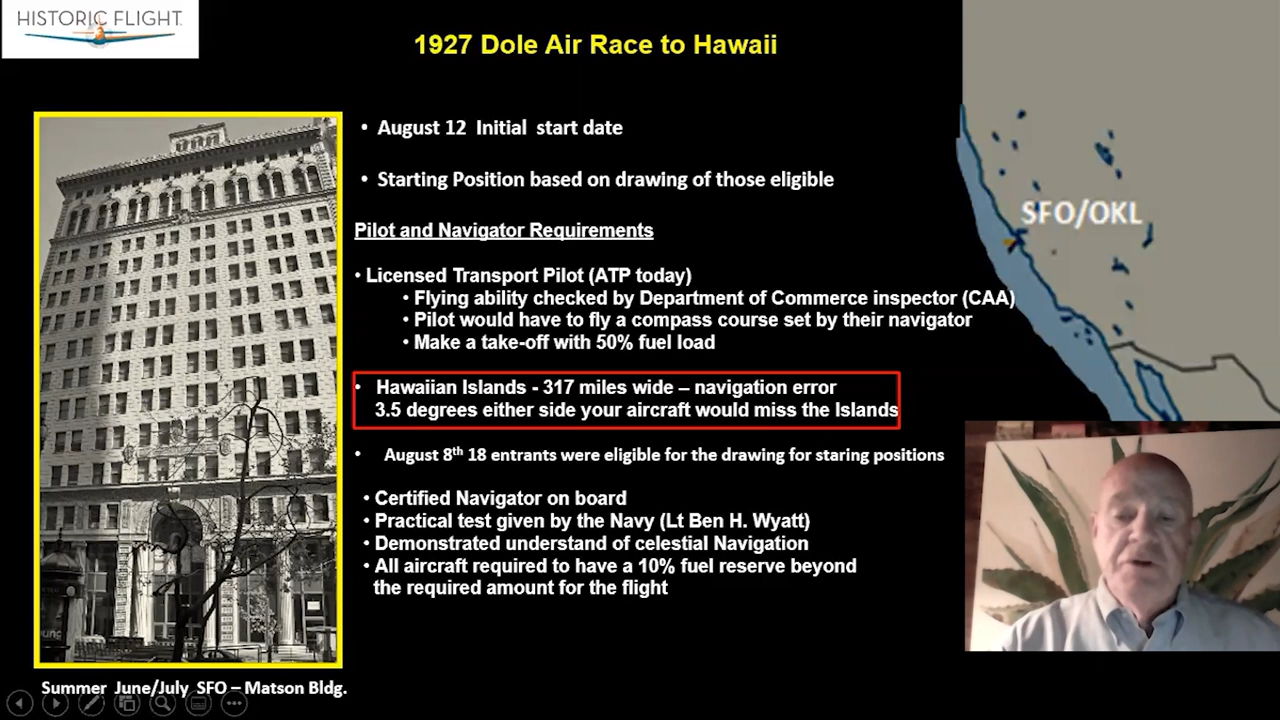 HISTORIC FLIGHT
1927 Dole Air Race to Hawaii
• August 12 Initial start date
• Starting Position based on drawing of those eligible
Pilot and Navigator Requirements
• Licensed Transport Pilot (ATP today)
• Flying ability checked by Department of Commerce inspector (CAA)
• Pilot would have to fly a compass course set by their navigator
• Make a take-off with 50% fuel load
• Hawaiian Islands - 317 miles wide – navigation error
3.5 degrees either side your aircraft would miss the Islands
• August 8th 18 entrants were eligible for the drawing for staring positions
• Certified Navigator on board
• Practical test given by the Navy (Lt Ben H. Wyatt)
• Demonstrated understand of celestial Navigation
• All aircraft required to have a 10% fuel reserve beyond
the required amount for the flight
SFO/OKL
Summer June/July SFO – Matson Bldg.